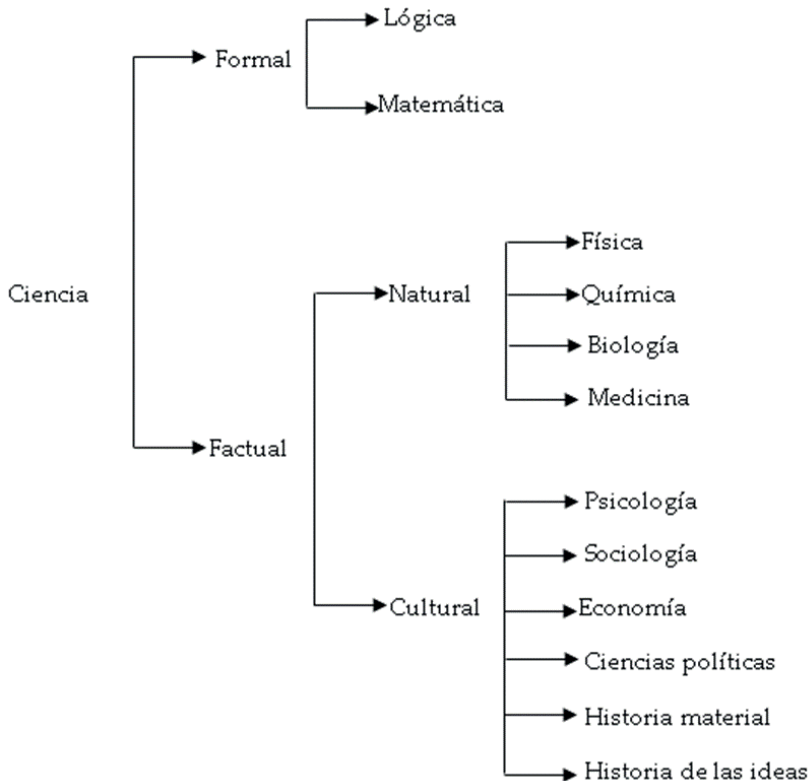 Lógica
Formal
Matemática
Física
Ciencia
Natural
Química
Biología
Medicina
Factual
Psicología
Sociología
Cultural
Economía
Ciencias políticas
Historia material
Historia de las ideas